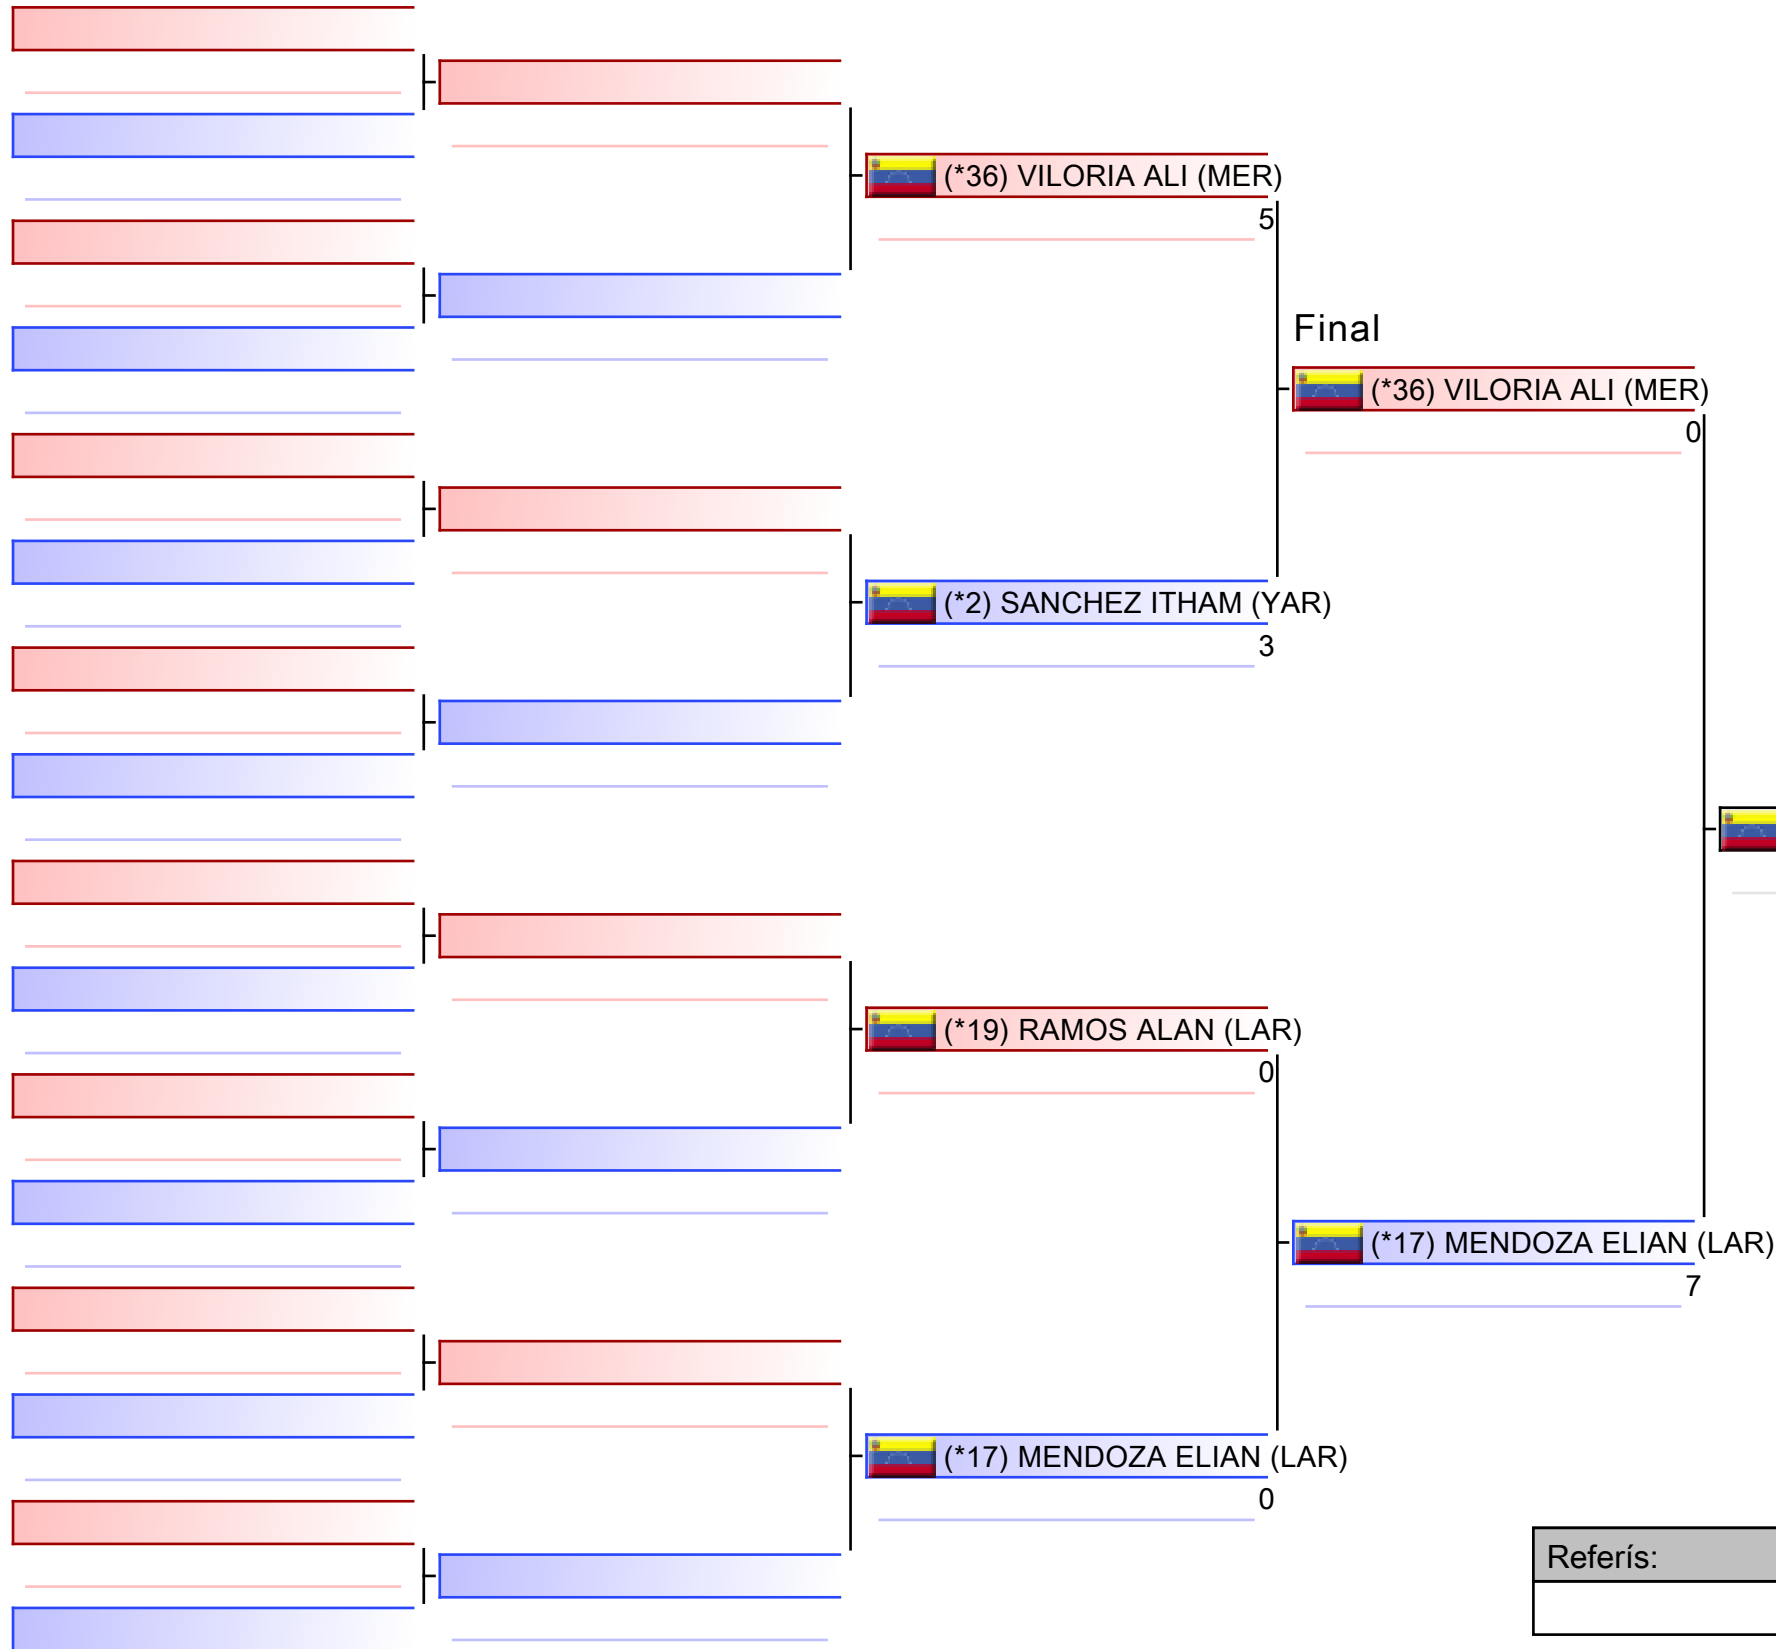 (*36) VILORIA ALI (MER)
5
Final
(*36) VILORIA ALI (MER)
0
(*2) SANCHEZ ITHAM (YAR)
3
(*19) RAMOS ALAN (LAR)
0
(*17) MENDOZA ELIAN (LAR)
7
(*17) MENDOZA ELIAN (LAR)
0
Referís: